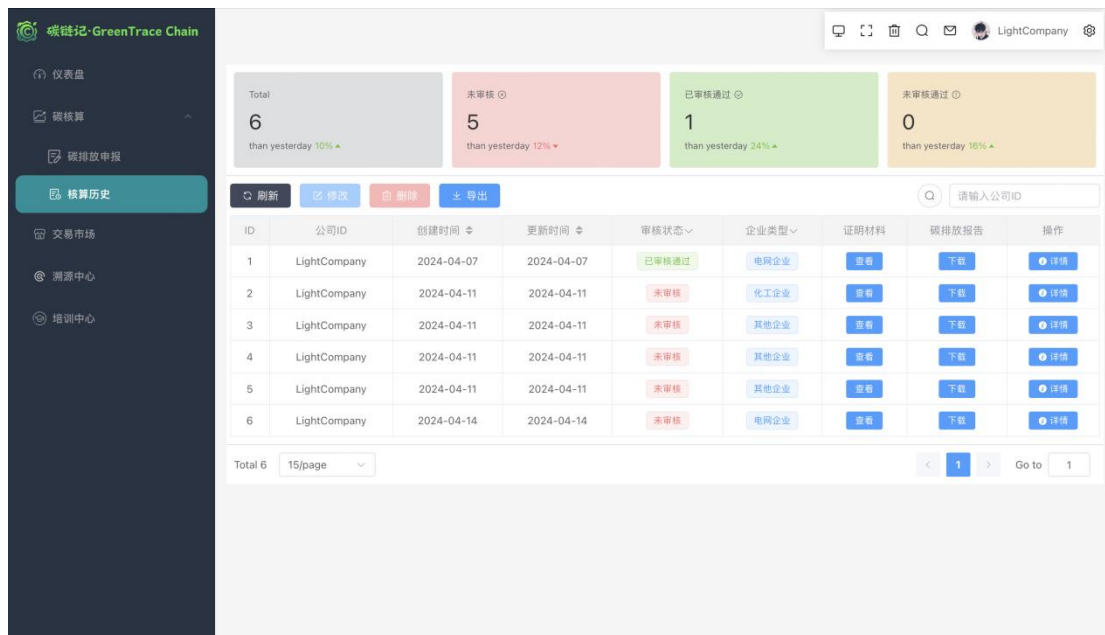 碳链记·GreenTrace Chain
LightCompany
仪表盘
碳核算
碳排放申报
核算历史
交易市场
溯源中心
培训中心
Total
6
than yesterday 10%
未审核
5
than yesterday 12%
已审核通过
1
than yesterday 24%
未审核通过
0
than yesterday 16%
刷新 修改 删除 导出 请输入公司ID
ID 公司ID 创建时间 更新时间 审核状态 企业类型 证明材料 碳排放报告 操作
1 LightCompany 2024-04-07 2024-04-07 已审核通过 电网企业 查看 下载 详情
2 LightCompany 2024-04-11 2024-04-11 未审核 化工企业 查看 下载 详情
3 LightCompany 2024-04-11 2024-04-11 未审核 其他企业 查看 下载 详情
4 LightCompany 2024-04-11 2024-04-11 未审核 其他企业 查看 下载 详情
5 LightCompany 2024-04-11 2024-04-11 未审核 其他企业 查看 下载 详情
6 LightCompany 2024-04-14 2024-04-14 未审核 电网企业 查看 下载 详情
Total 6 15/page 1 Go to 1